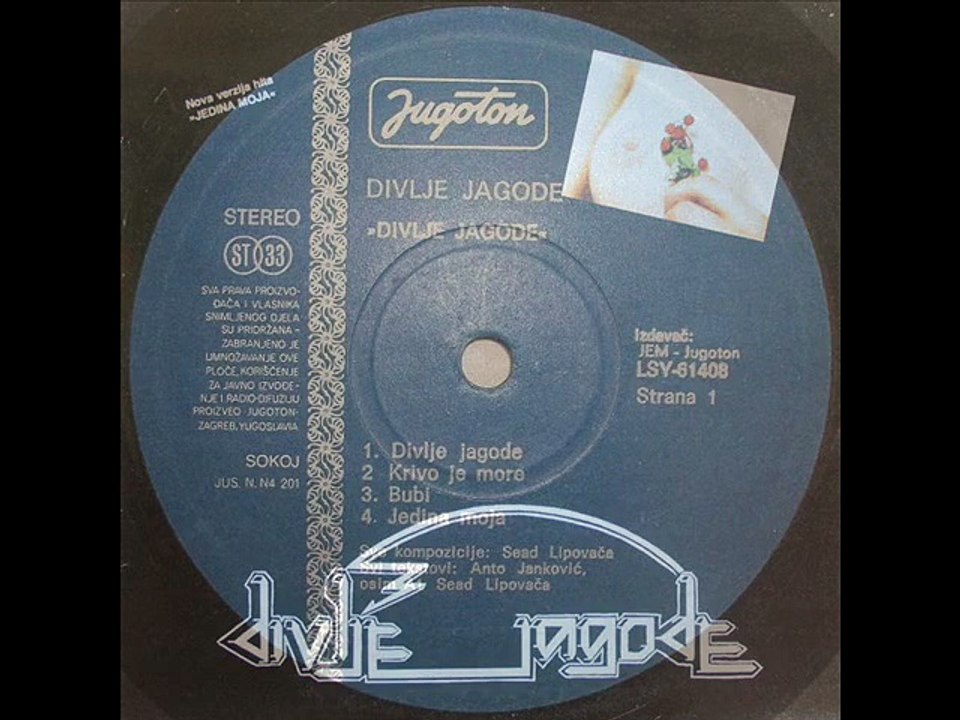 Nova verzija hita
»JEDINA MOJA«
Jugoton
DIVLJE JAGODE
»DIVLJE JAGODE«
STEREO
ST 33
SVA PRAVA PROIZVO-
ĐAČA I VLASNIKA
SNIMLJENOG DJELA
SU PRIDRŽANA –
ZABRANJENO JE
UMNOŽAVANJE OVE
PLOČE, KORIŠĆENJE
ZA JAVNO IZVOĐE-
NJE I RADIO-DIFUZIJU
PROIZVEO JUGOTON-
ZAGREB, YUGOSLAVIA
SOKOJ
JUS. N. N4 201
Izdavač:
JEM - Jugoton
LSY-61408
Strana 1
1. Divlje jagode
2 Krivo je more
3. Bubi
4. Jedina moja
Sve kompozicije: Sead Lipovača
Svi tekstovi: Anto Janković,
osim Sead Lipovača
divlje jagode